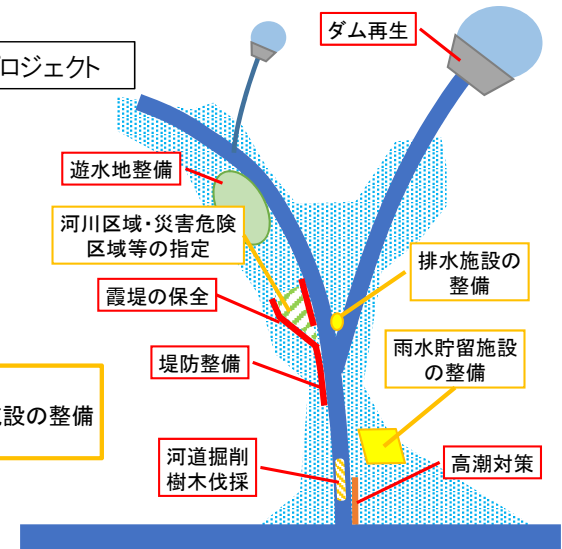 ロジェクト
ダム再生
遊水地整備
河川区域・災害危険
区域等の指定
排水施設の
整備
霞堤の保全
雨水貯留施設
の整備
堤防整備
設の整備
河道掘削
樹木伐採
高潮対策